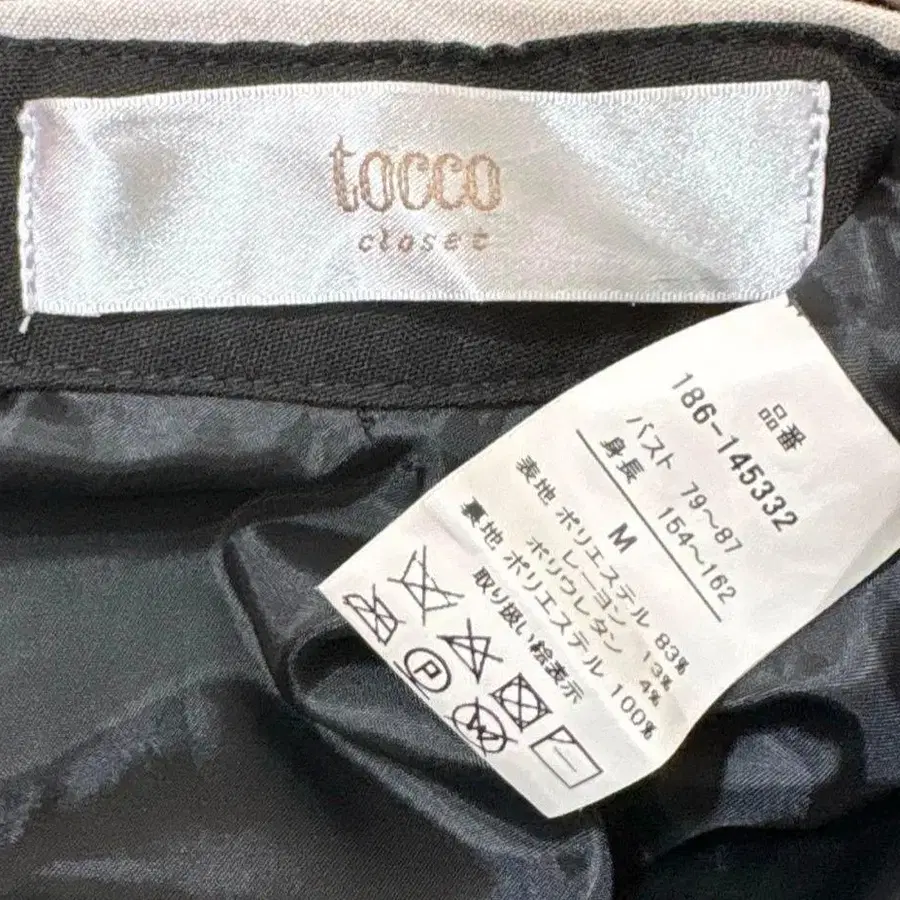 tocco
closet
品番
186-145332
バスト 79～87
身長 154～162
M
表地 ポリエステル 83%
レーヨン 13%
ポリウレタン 4%
裏地 ポリエステル 100%
取り扱い絵表示
P
W